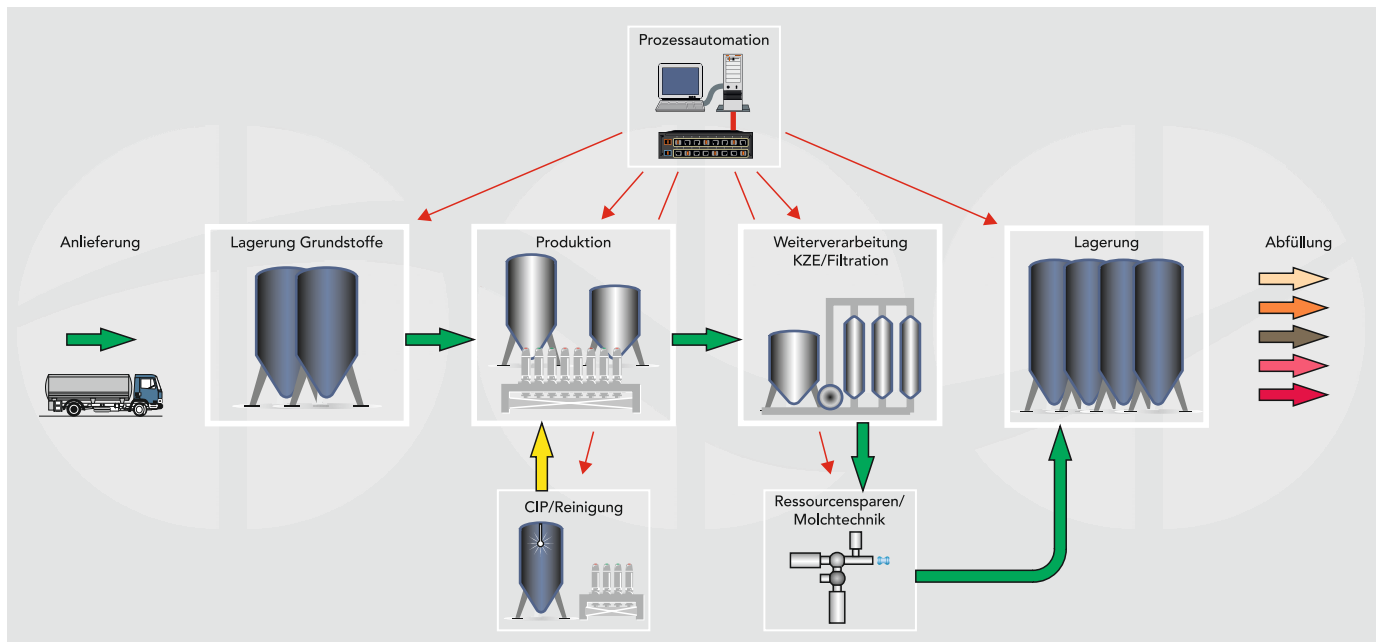 Prozessautomation
Anlieferung
Lagerung Grundstoffe
Produktion
Weiterverarbeitung
KZE/Filtration
Lagerung
Abfüllung
CIP/Reinigung
Ressourcensparen/
Molchtechnik